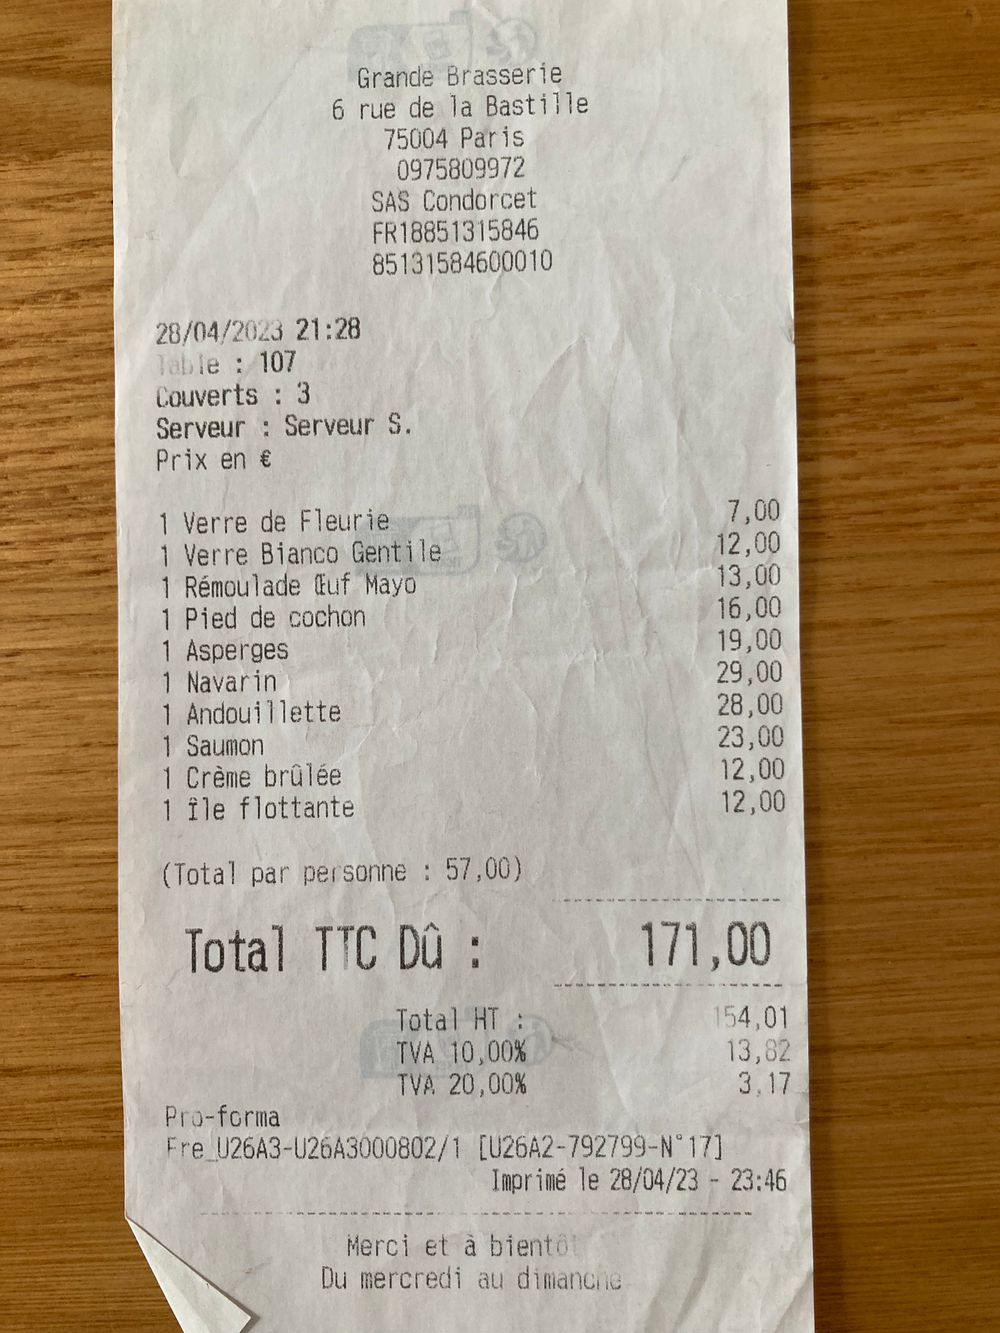 Grande Brasserie
6 rue de la Bastille
75004 Paris
0975809972
SAS Condorcet
FR18851315846
85131584600010
28/04/2023 21:28
Table : 107
Couverts : 3
Serveur : Serveur S.
Prix en €
1 Verre de Fleurie 7,00
1 Verre Bianco Gentile 12,00
1 Rémoulade Œuf Mayo 13,00
1 Pied de cochon 16,00
1 Asperges 19,00
1 Navarin 29,00
1 Andouillette 28,00
1 Saumon 23,00
1 Crème brûlée 12,00
1 Île flottante 12,00
(Total par personne : 57,00)
Total TTC Dû : 171,00
Total HT : 154,01
TVA 10,00% 13,82
TVA 20,00% 3,17
Pro-forma
Fre_U26A3-U26A3000802/1 [U26A2-792799-N°17]
Imprimé le 28/04/23 - 23:46
Merci et à bientôt
Du mercredi au dimanche